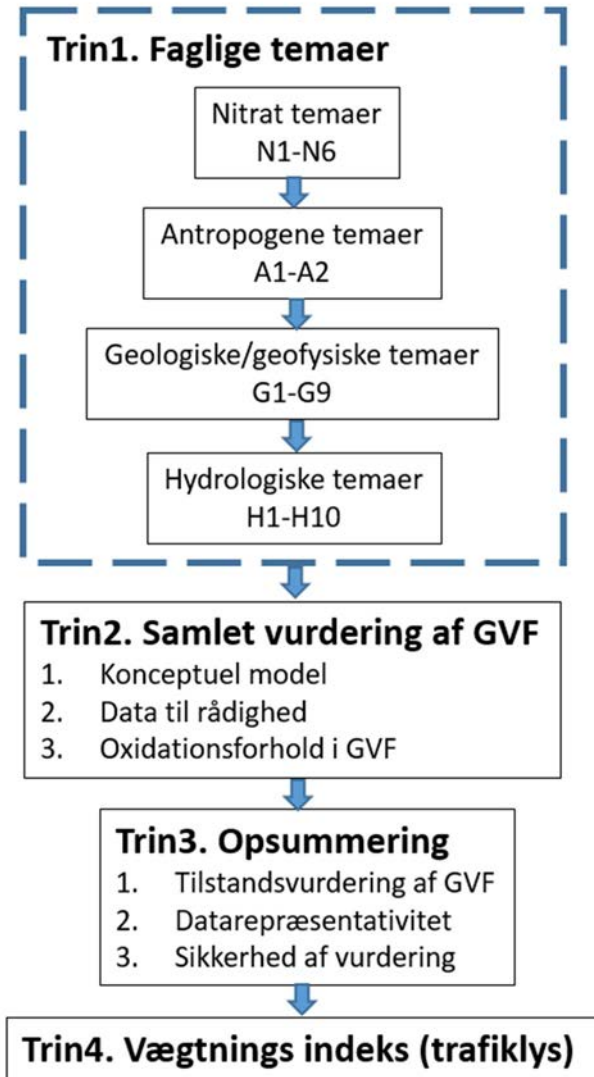 Trin1. Faglige temaer
Nitrat temaer
N1-N6
Antropogene temaer
A1-A2
Geologiske/geofysiske temaer
G1-G9
Hydrologiske temaer
H1-H10
Trin2. Samlet vurdering af GVF
1. Konceptuel model
2. Data til rådighed
3. Oxidationsforhold i GVF
Trin3. Opsummering
1. Tilstandsvurdering af GVF
2. Datarepræsentativitet
3. Sikkerhed af vurdering
Trin4. Vægtnings indeks (trafiklys)